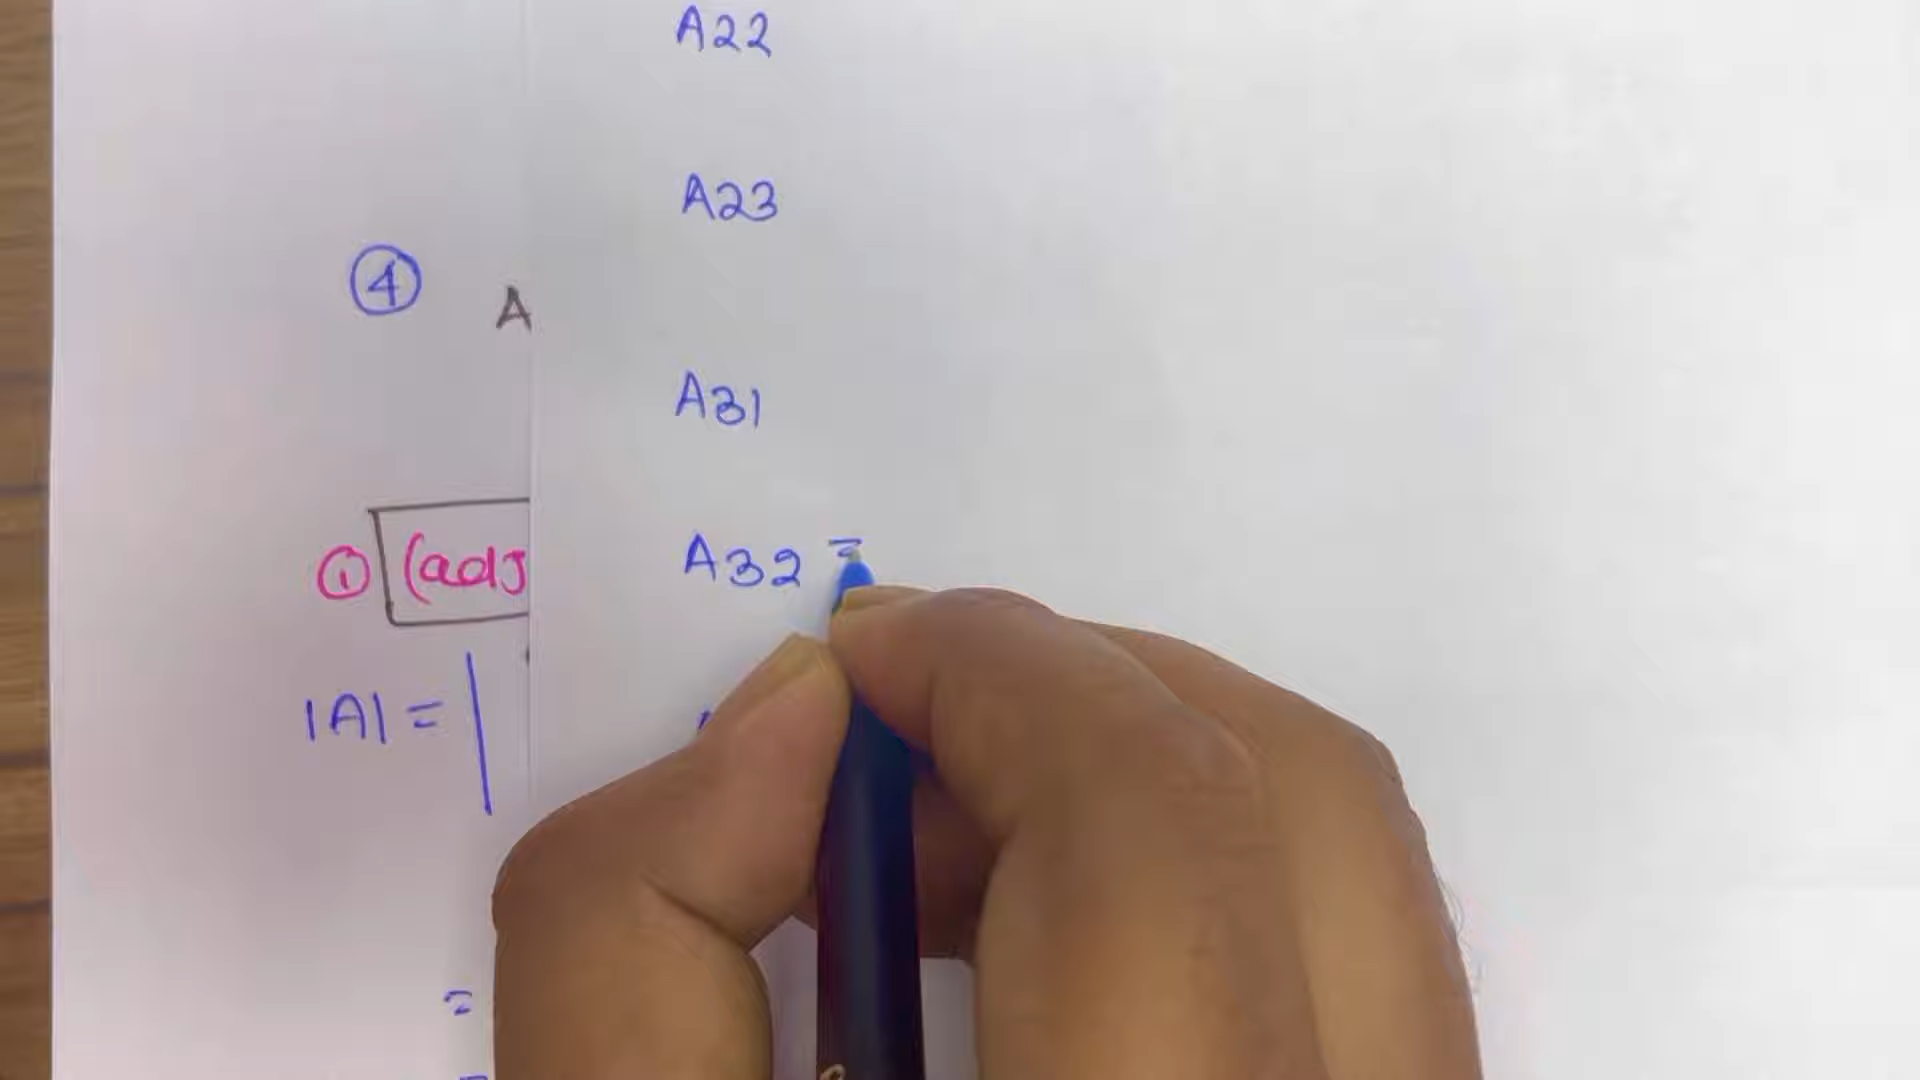 A22
A23
④ A
A31
① (adj
A32 =
|A| = |
=